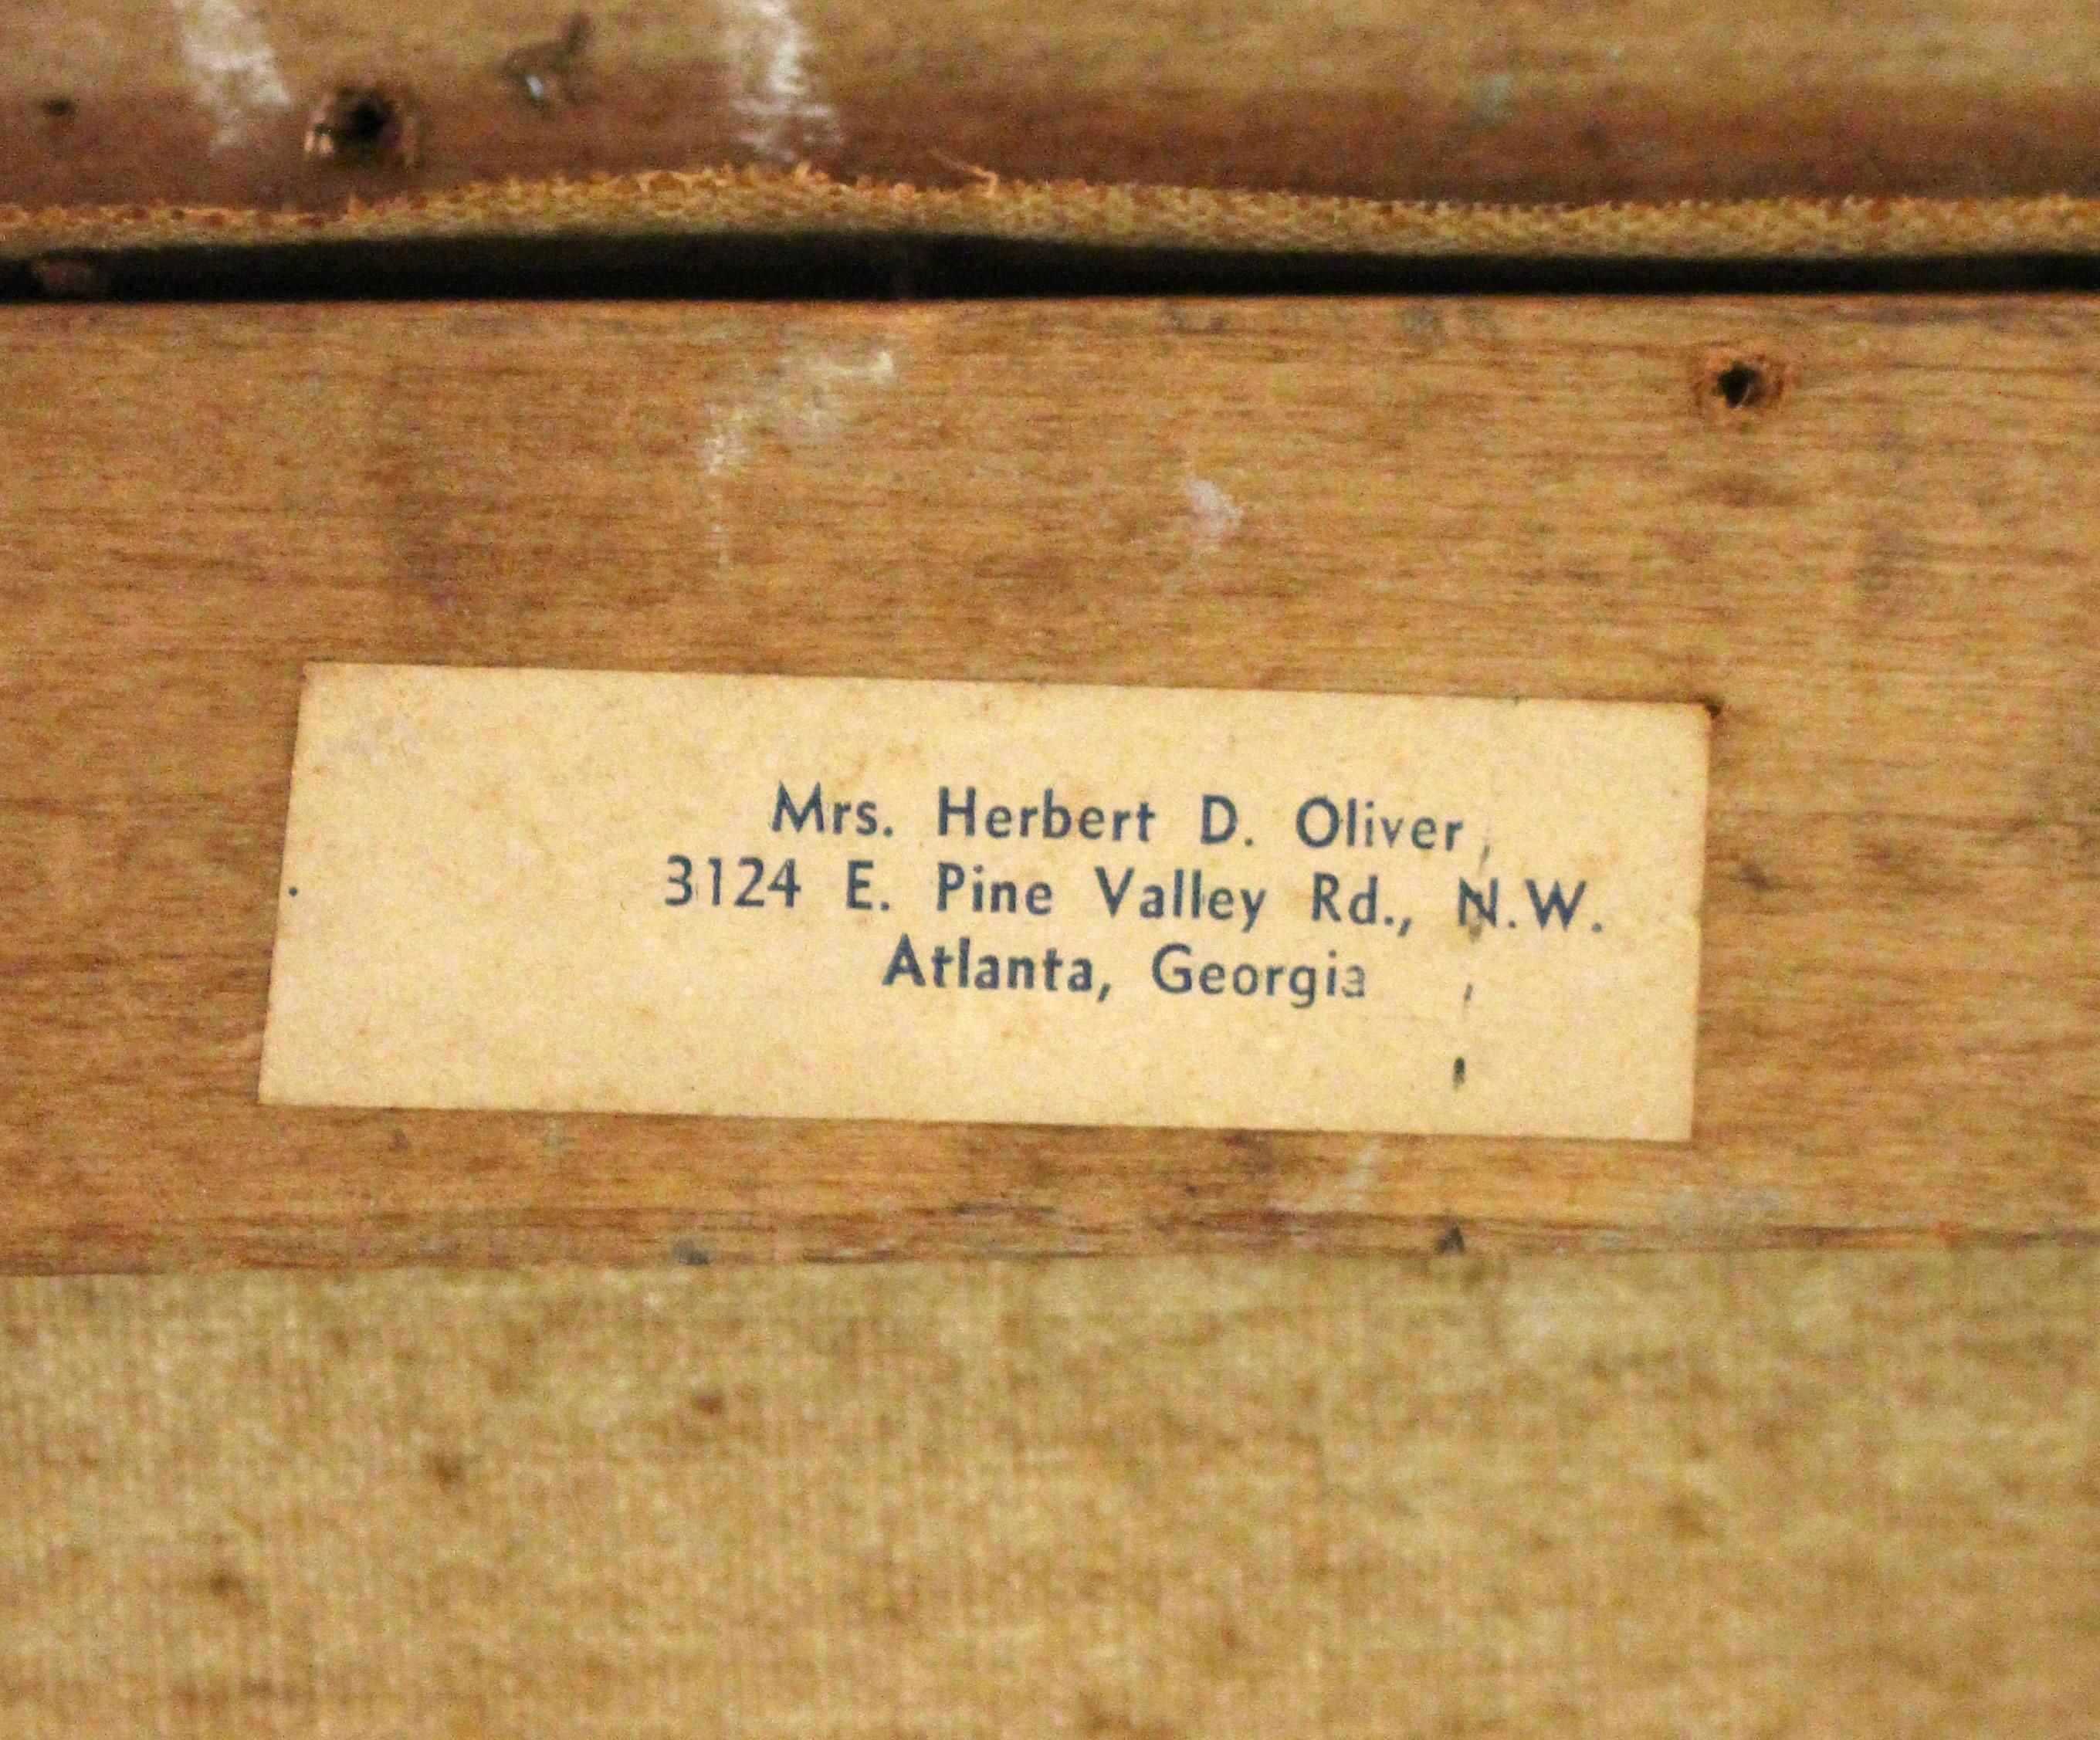 Mrs. Herbert D. Oliver
3124 E. Pine Valley Rd., N.W.
Atlanta, Georgia